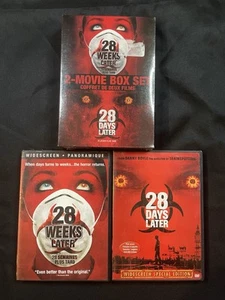 28
WEEKS
LATER
2-MOVIE BOX SET
COFFRET DE DEUX FILMS
28
DAYS
LATER
WIDESCREEN • PANORAMIQUE
When days turns to weeks...the horror returns.
28
WEEKS
LATER
28 SEMAINES
PLUS TARD
"Even better than the original."
28
DAYS
LATER
WIDESCREEN SPECIAL EDITION
DVD